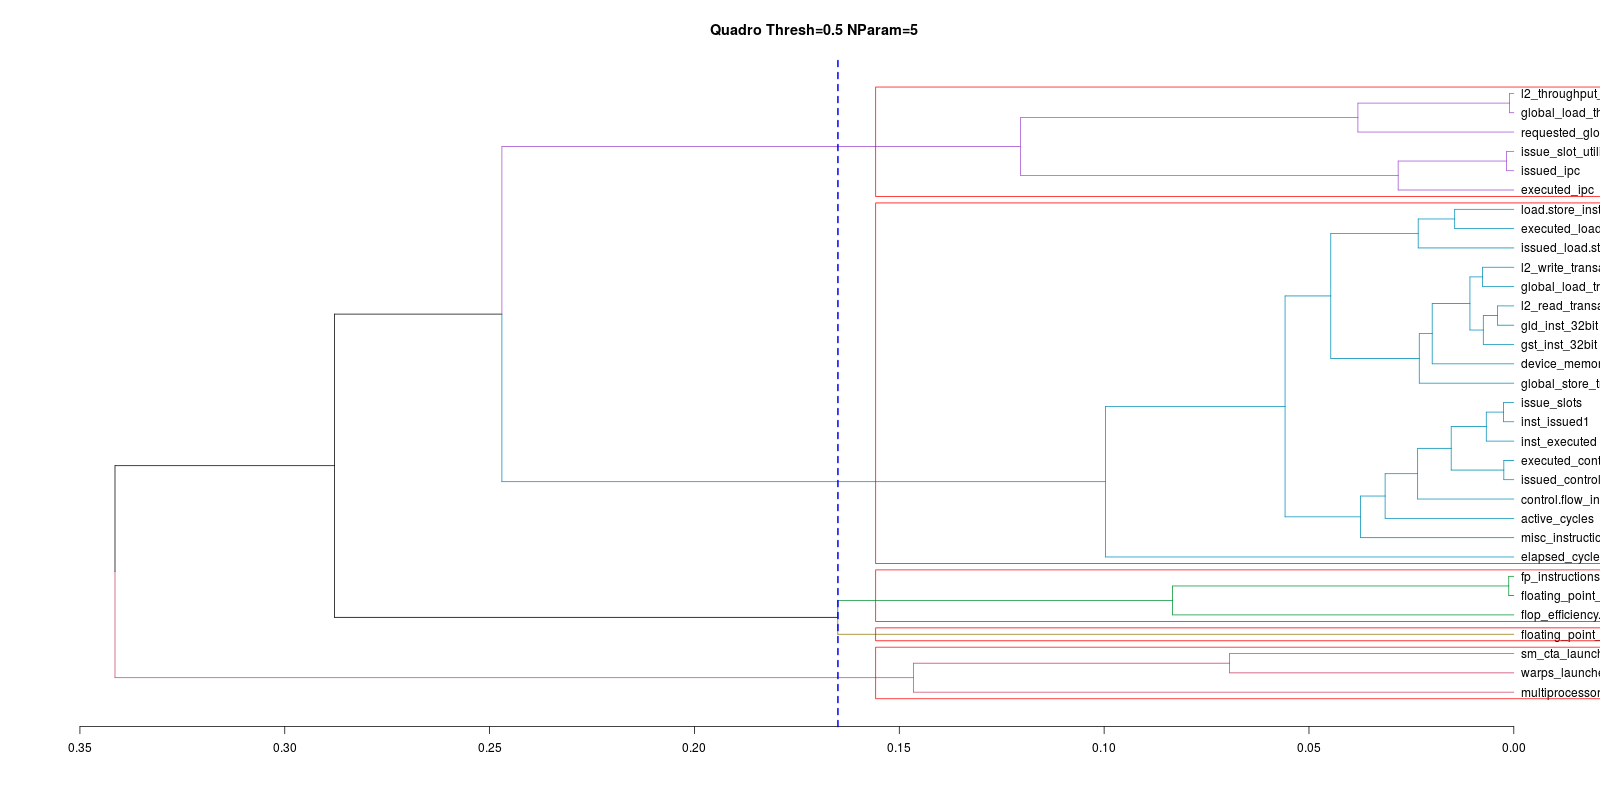 Quadro Thresh=0.5 NParam=5
l2_throughput_
global_load_th
requested_glo
issue_slot_util
issued_ipc
executed_ipc
load.store_inst
executed_load
issued_load.st
l2_write_transa
global_load_tr
l2_read_transa
gld_inst_32bit
gst_inst_32bit
device_memor
global_store_t
issue_slots
inst_issued1
inst_executed
executed_cont
issued_control
control.flow_in
active_cycles
misc_instructio
elapsed_cycle
fp_instructions
floating_point_
flop_efficiency.
floating_point_
sm_cta_launch
warps_launche
multiprocessor
0.35 0.30 0.25 0.20 0.15 0.10 0.05 0.00